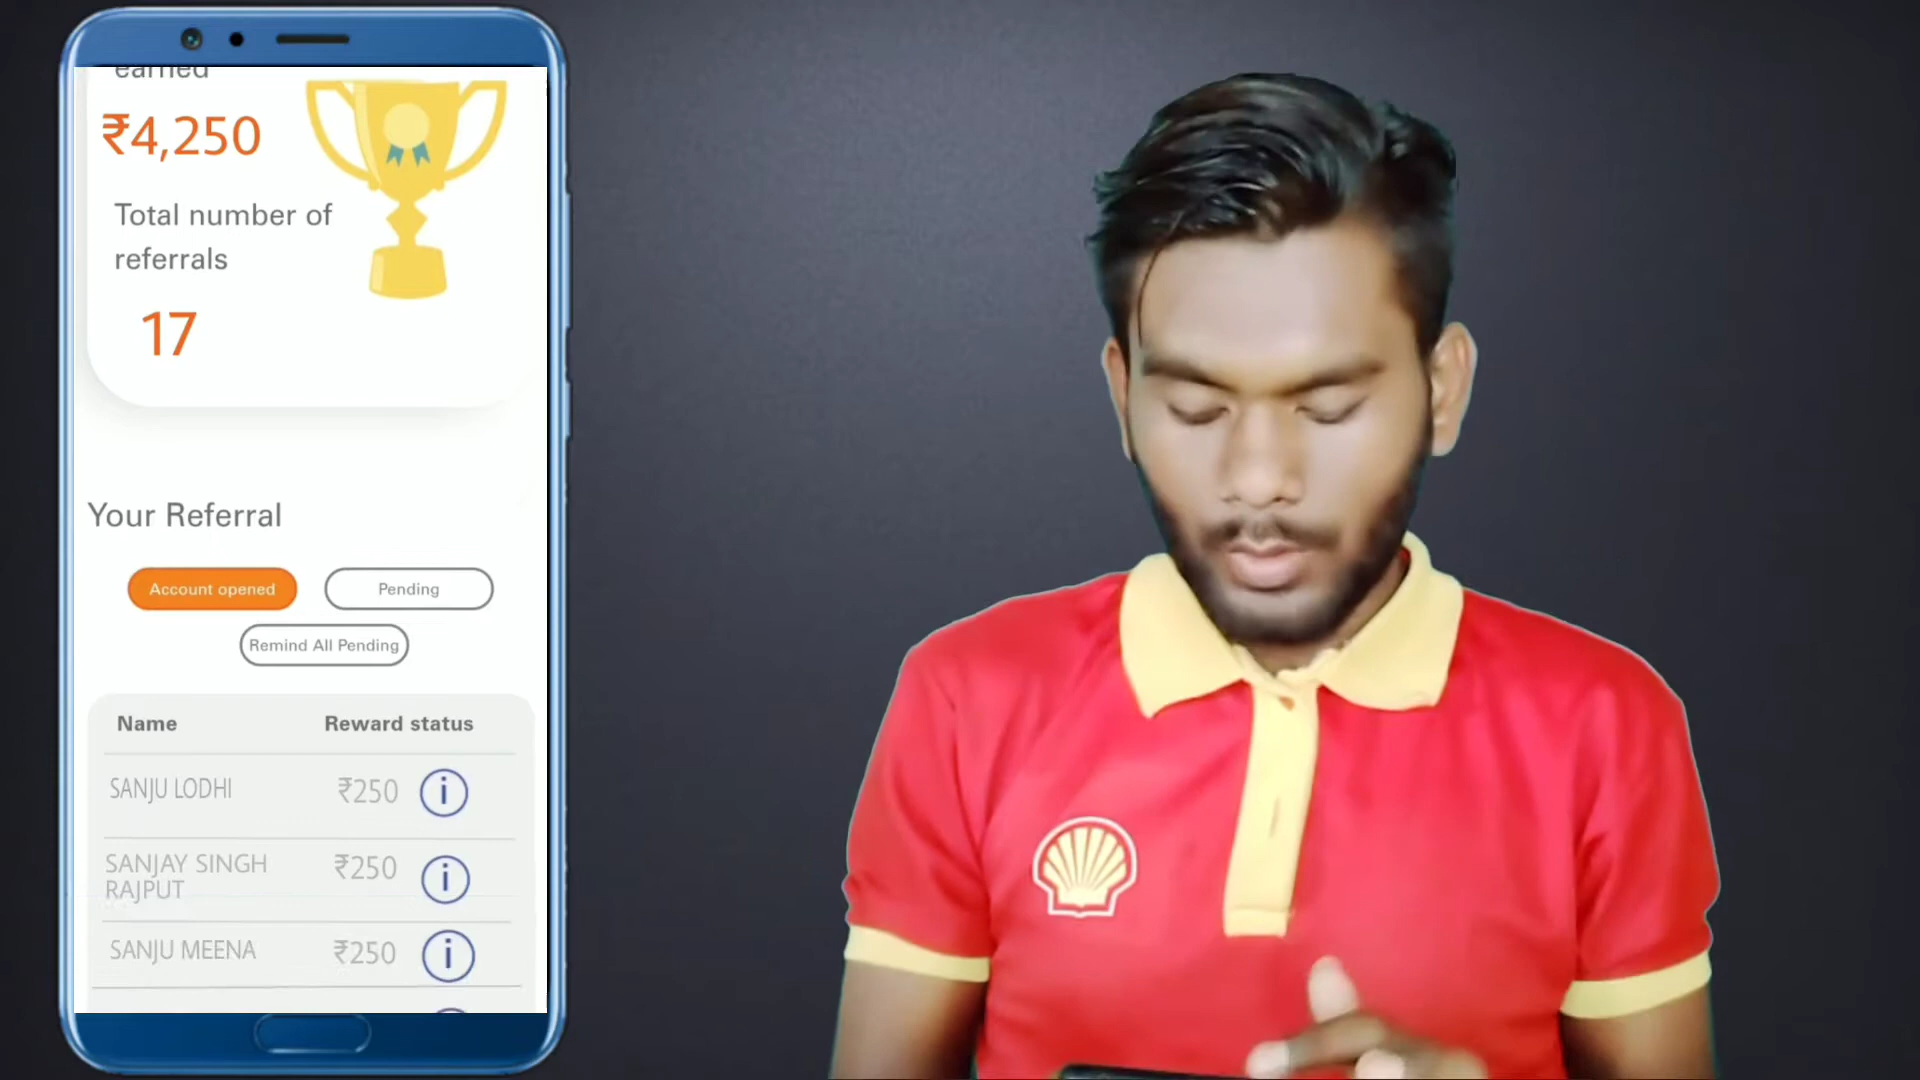 earned
₹4,250
Total number of
referrals
17
Your Referral
Account opened
Pending
Remind All Pending
Name Reward status
SANJU LODHI ₹250 i
SANJAY SINGH
RAJPUT ₹250 i
SANJU MEENA ₹250 i